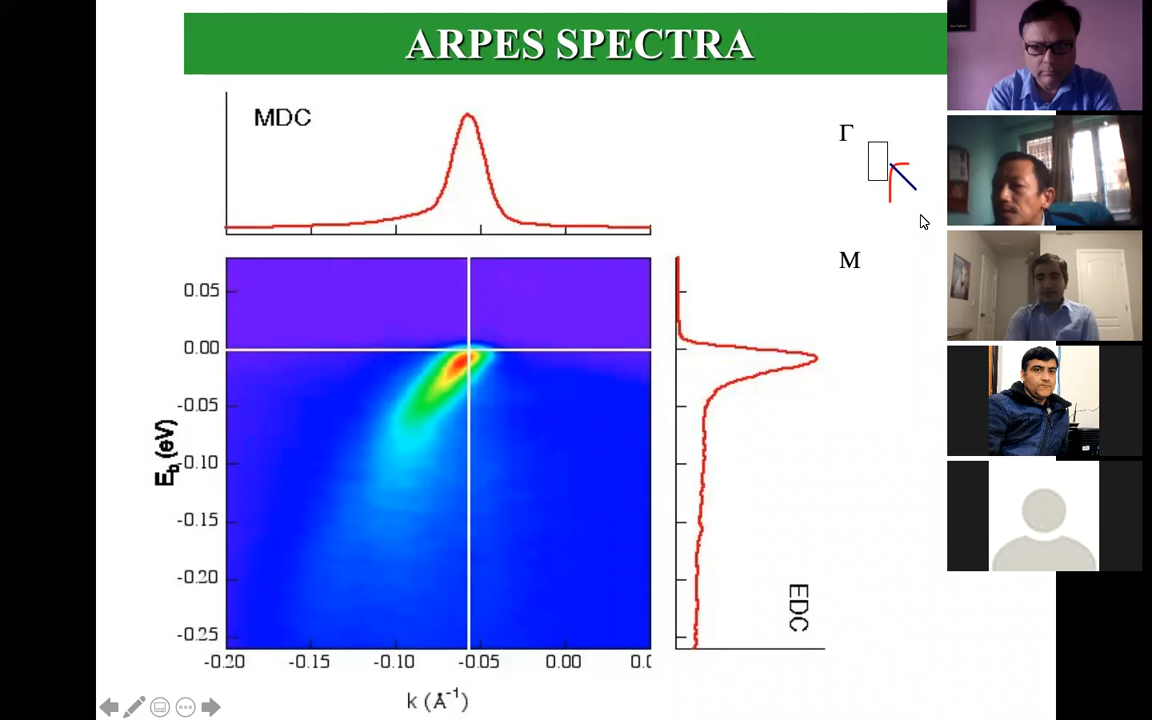 ARPES SPECTRA
MDC
Γ
M
0.05
0.00
-0.05
-0.10
-0.15
-0.20
-0.25
E_b (eV)
-0.20 -0.15 -0.10 -0.05 0.00
k (Å⁻¹)
EDC